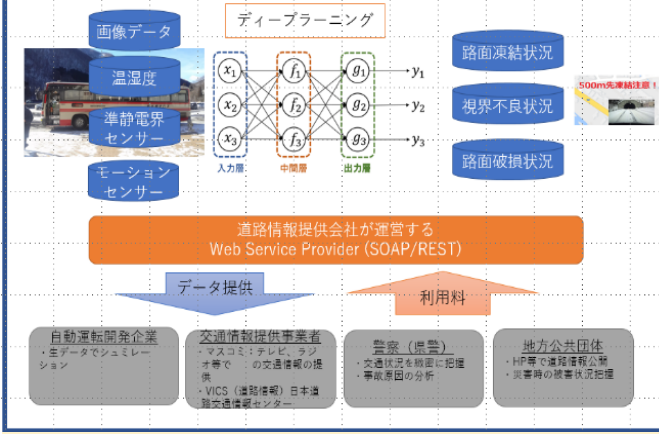 ディープラーニング
画像データ
温湿度
準静電界
センサー
モーション
センサー
x1
x2
x3
f1
f2
f3
g1
g2
g3
y1
y2
y3
入力層
中間層
出力層
路面凍結状況
視界不良状況
路面破損状況
500m先凍結注意！
道路情報提供会社が運営する
Web Service Provider (SOAP/REST)
データ提供
利用料
自動運転開発企業
・生データでシュミレー
ション
交通情報提供事業者
・マスコミ：テレビ、ラジ
オ等で　の交通情報の提
供
・VICS（道路情報）日本道
路交通情報センター
警察（県警）
・交通状況を緻密に把握
・事故原因の分析
地方公共団体
・HP等で道路情報公開
・災害時の被害状況把握